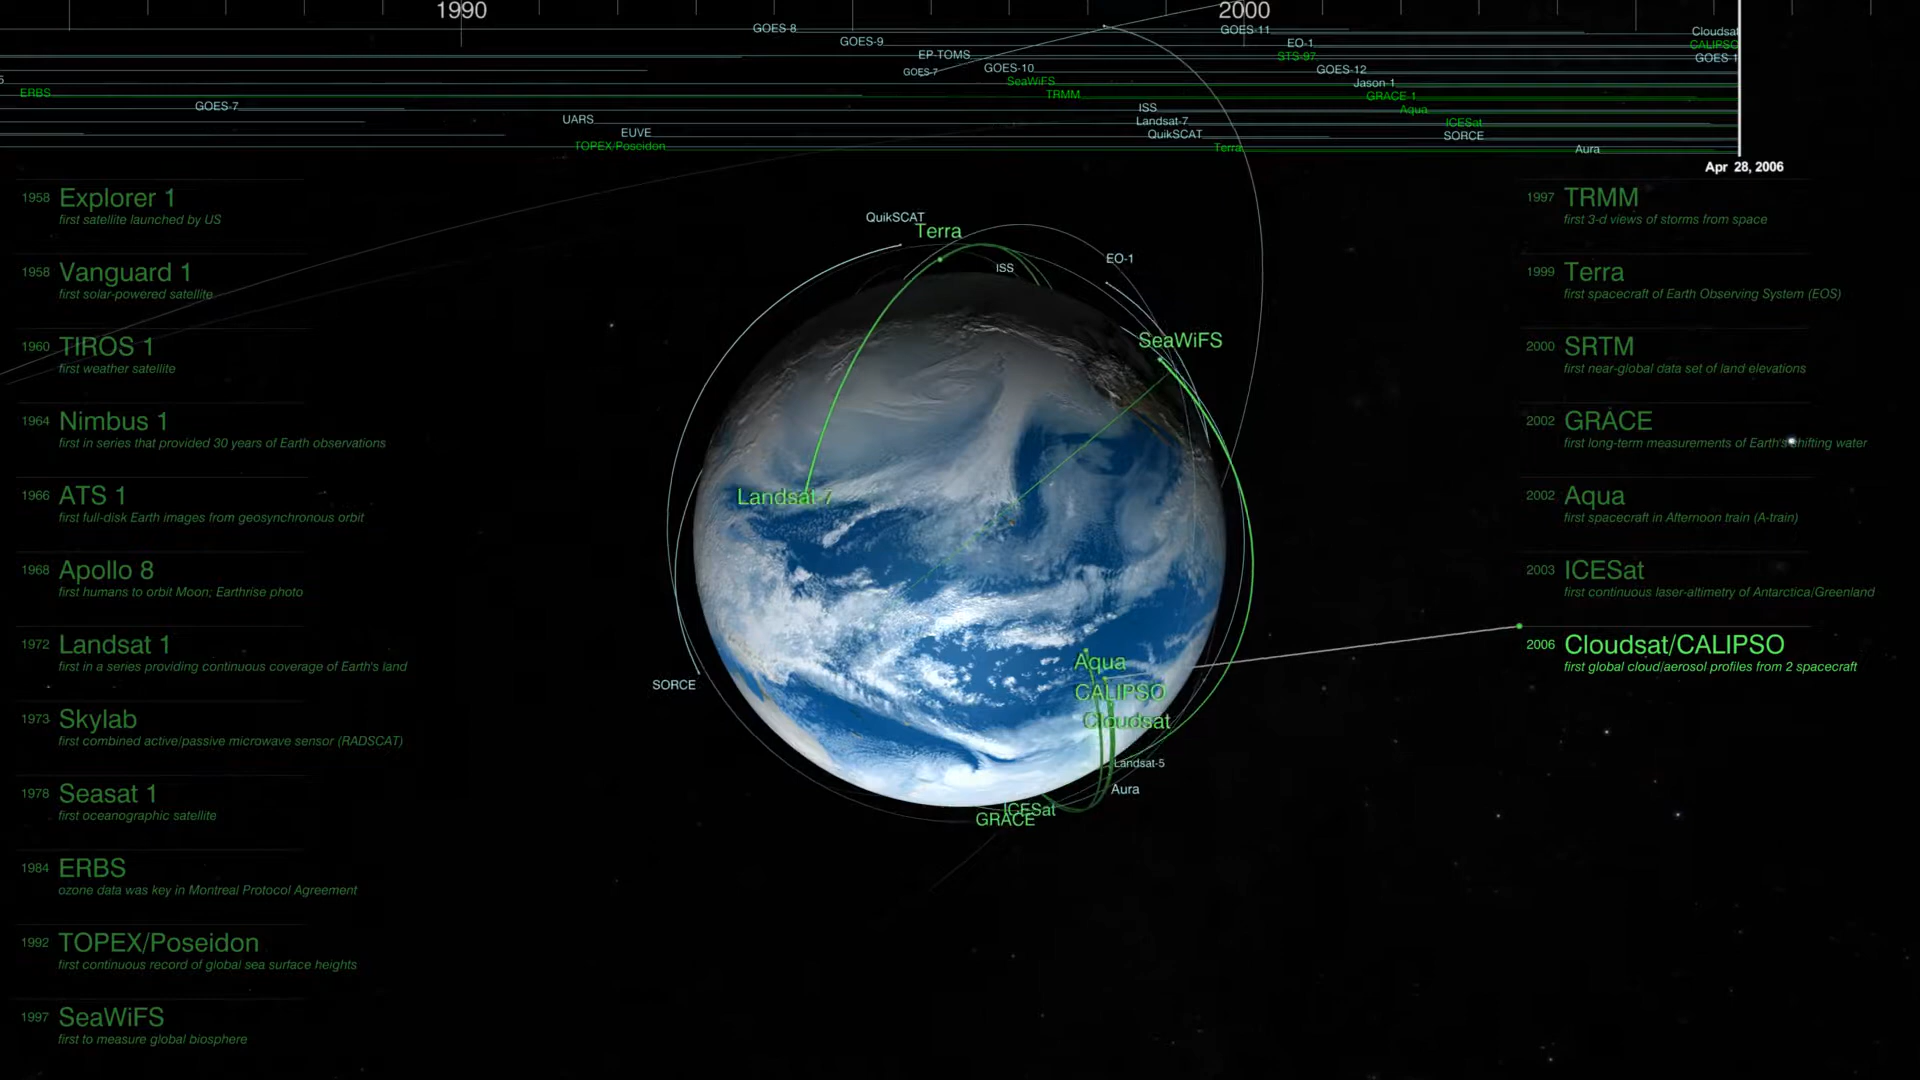 1990
2000
GOES-8
GOES-11
Cloudsat
GOES-9
EO-1
CALIPSO
EP-TOMS
STS-97
GOES-1
GOES-7
GOES-10
GOES-12
SeaWiFS
Jason-1
ERBS
TRMM
GRACE-1
GOES-7
ISS
Aqua
UARS
Landsat-7
ICESat
EUVE
QuikSCAT
SORCE
TOPEX/Poseidon
Terra
Aura
Apr 28, 2006
1958 Explorer 1
first satellite launched by US
1958 Vanguard 1
first solar-powered satellite
1960 TIROS 1
first weather satellite
1964 Nimbus 1
first in series that provided 30 years of Earth observations
1966 ATS 1
first full-disk Earth images from geosynchronous orbit
1968 Apollo 8
first humans to orbit Moon; Earthrise photo
1972 Landsat 1
first in a series providing continuous coverage of Earth's land
1973 Skylab
first combined active/passive microwave sensor (RADSCAT)
1978 Seasat 1
first oceanographic satellite
1984 ERBS
ozone data was key in Montreal Protocol Agreement
1992 TOPEX/Poseidon
first continuous record of global sea surface heights
1997 SeaWiFS
first to measure global biosphere
QuikSCAT
Terra
EO-1
ISS
SeaWiFS
Landsat-7
Aqua
SORCE
CALIPSO
Cloudsat
Landsat-5
Aura
ICESat
GRACE
1997 TRMM
first 3-d views of storms from space
1999 Terra
first spacecraft of Earth Observing System (EOS)
2000 SRTM
first near-global data set of land elevations
2002 GRACE
first long-term measurements of Earth's shifting water
2002 Aqua
first spacecraft in Afternoon train (A-train)
2003 ICESat
first continuous laser-altimetry of Antarctica/Greenland
2006 Cloudsat/CALIPSO
first global cloud/aerosol profiles from 2 spacecraft